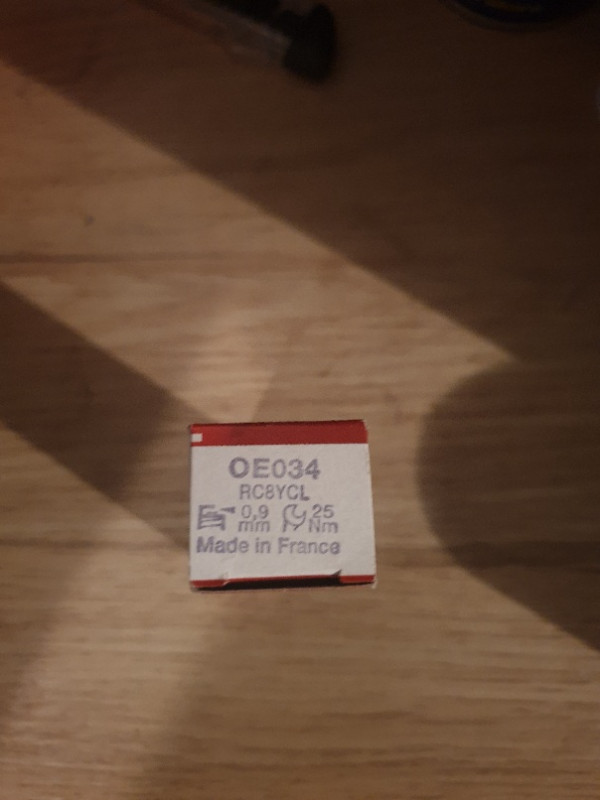 OE034
RC8YCL
0,9 25
mm Nm
Made in France